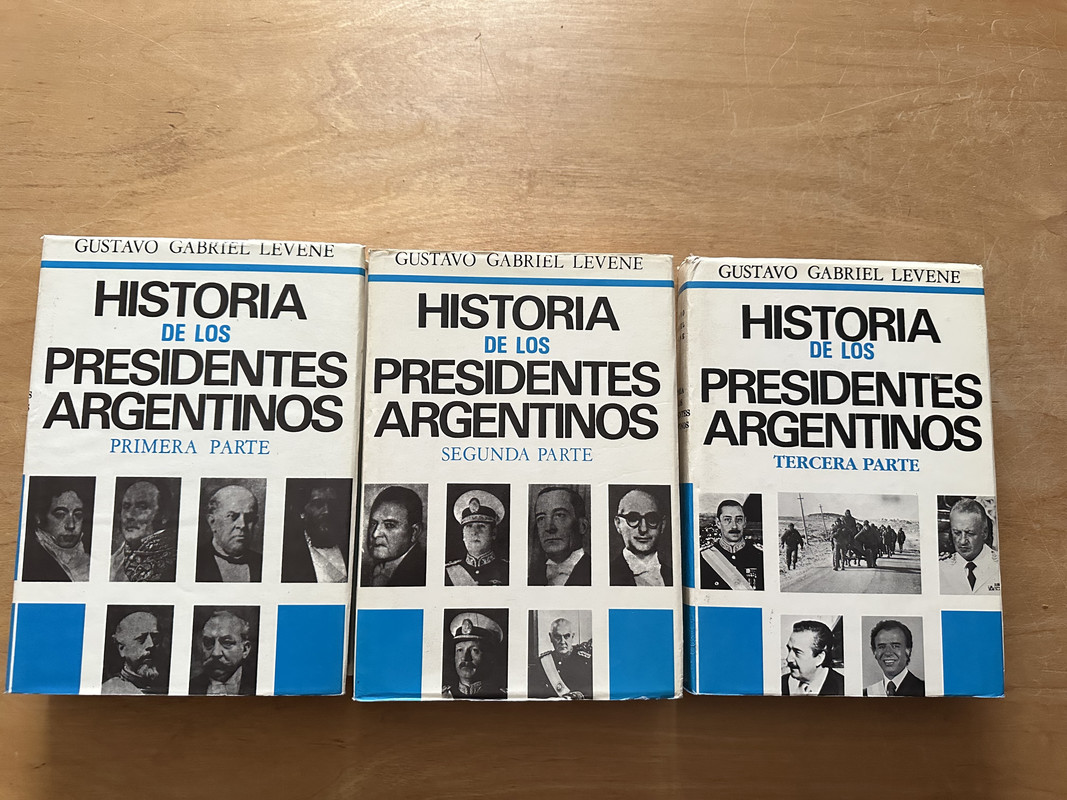 GUSTAVO GABRIEL LEVENE
HISTORIA
DE LOS
PRESIDENTES
ARGENTINOS
PRIMERA PARTE
GUSTAVO GABRIEL LEVENE
HISTORIA
DE LOS
PRESIDENTES
ARGENTINOS
SEGUNDA PARTE
GUSTAVO GABRIEL LEVENE
HISTORIA
DE LOS
PRESIDENTES
ARGENTINOS
TERCERA PARTE